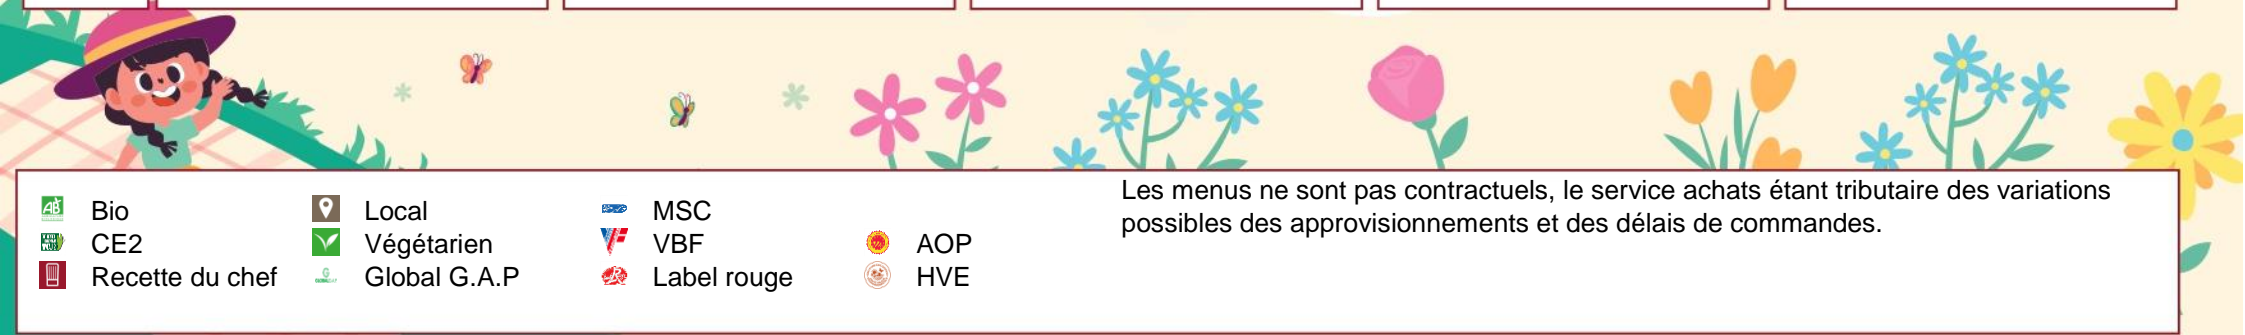 Bio
Local
MSC
CE2
Végétarien
VBF
AOP
Recette du chef
Global G.A.P
Label rouge
HVE
Les menus ne sont pas contractuels, le service achats étant tributaire des variations
possibles des approvisionnements et des délais de commandes.